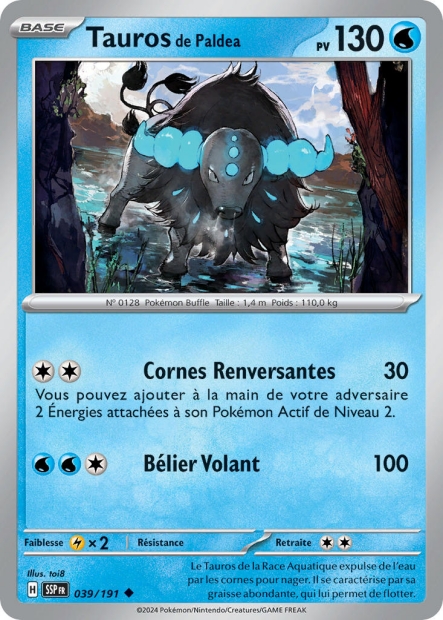 BASE
Tauros de Paldea
PV 130
N° 0128 Pokémon Buffle Taille : 1,4 m Poids : 110,0 kg
Cornes Renversantes 30
Vous pouvez ajouter à la main de votre adversaire
2 Énergies attachées à son Pokémon Actif de Niveau 2.
Bélier Volant 100
Faiblesse ×2 Résistance Retraite
Illus. toi8
H SSP FR 039/191
Le Tauros de la Race Aquatique expulse de l'eau
par les cornes pour nager. Il se caractérise par sa
graisse abondante, qui lui permet de flotter.
©2024 Pokémon/Nintendo/Creatures/GAME FREAK